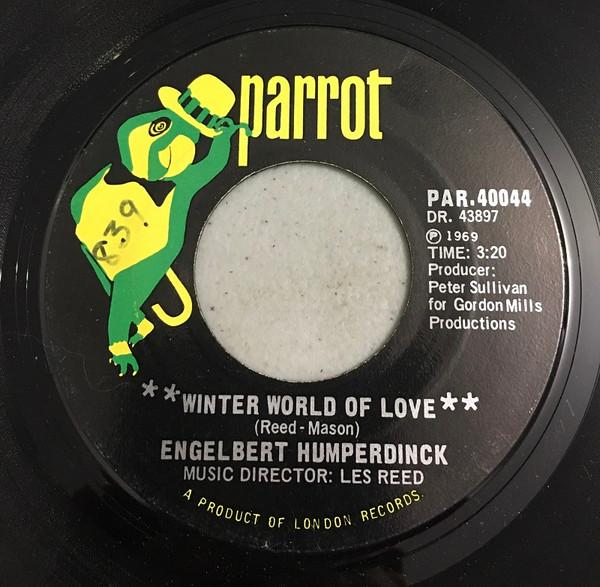 parrot
839
PAR.40044
DR. 43897
Ⓟ 1969
TIME: 3:20
Producer:
Peter Sullivan
for Gordon Mills
Productions
**WINTER WORLD OF LOVE**
(Reed-Mason)
ENGELBERT HUMPERDINCK
MUSIC DIRECTOR: LES REED
A PRODUCT OF LONDON RECORDS.